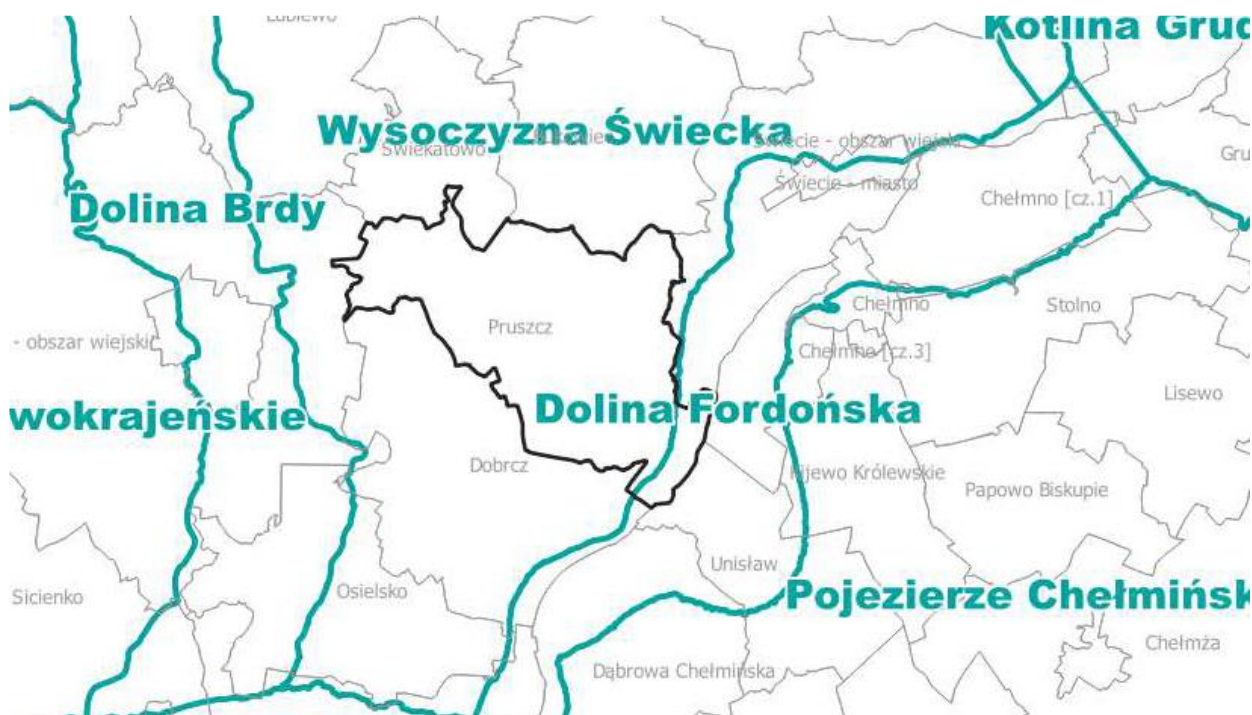 Lubiewo
Kotlina Grud
Wysoczyzna Świecka
Świekatowo
Świecie - obszar wiejski
Gru
Świecie - miasto
Chełmno [cz.1]
Dolina Brdy
Chełmno
Stolno
Pruszcz
- obszar wiejski
Chełmno [cz.3]
Lisewo
wokrajeńskie
Dolina Fordońska
Dobrcz
Kijewo Królewskie
Papowo Biskupie
Unisław
Sicienko
Osielsko
Pojezierze Chełmińsk
Chełmża
Dąbrowa Chełmińska